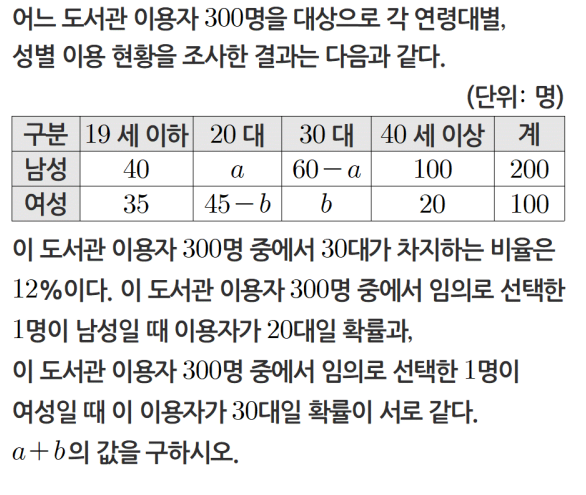 어느 도서관 이용자 300명을 대상으로 각 연령대별,
성별 이용 현황을 조사한 결과는 다음과 같다.
(단위: 명)
구분 19 세 이하 20 대 30 대 40 세 이상 계
남성 40 a 60-a 100 200
여성 35 45-b b 20 100
이 도서관 이용자 300명 중에서 30대가 차지하는 비율은
12%이다. 이 도서관 이용자 300명 중에서 임의로 선택한
1명이 남성일 때 이용자가 20대일 확률과,
이 도서관 이용자 300명 중에서 임의로 선택한 1명이
여성일 때 이 이용자가 30대일 확률이 서로 같다.
a+b의 값을 구하시오.